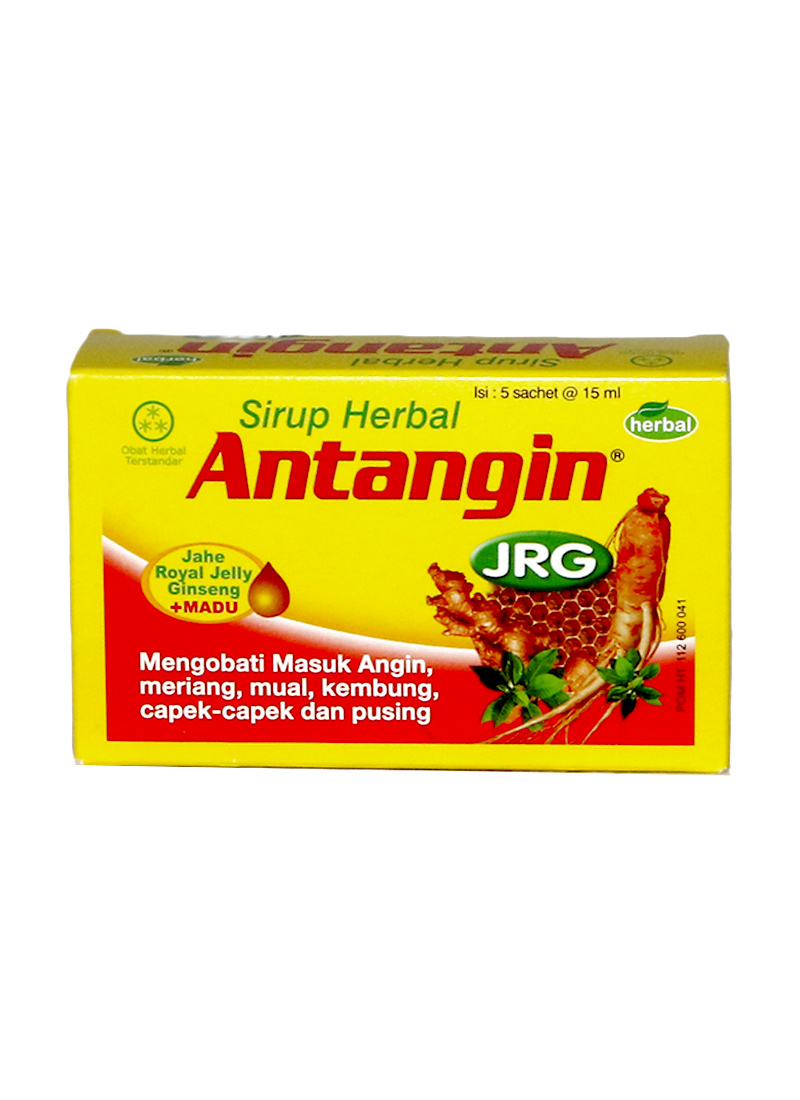 herbal
Sirup Herbal
Antangin
Isi : 5 sachet @ 15 ml
Sirup Herbal
herbal
Obat Herbal
Terstandar
Antangin®
JRG
Jahe
Royal Jelly
Ginseng
+MADU
Mengobati Masuk Angin,
meriang, mual, kembung,
capek-capek dan pusing
POM HT. 112 600 041